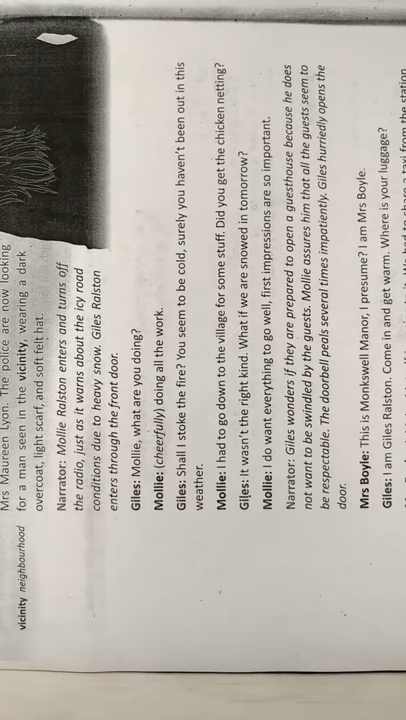 Mrs Maureen Lyon. The police are now looking
for a man seen in the vicinity, wearing a dark
overcoat, light scarf, and soft felt hat.
vicinity neighbourhood
Narrator: Mollie Ralston enters and turns off
the radio, just as it warns about the icy road
conditions due to heavy snow. Giles Ralston
enters through the front door.
Giles: Mollie, what are you doing?
Mollie: (cheerfully) doing all the work.
Giles: Shall I stoke the fire? You seem to be cold, surely you haven't been out in this
weather.
Mollie: I had to go down to the village for some stuff. Did you get the chicken netting?
Giles: It wasn't the right kind. What if we are snowed in tomorrow?
Mollie: I do want everything to go well, first impressions are so important.
Narrator: Giles wonders if they are prepared to open a guesthouse because he does
not want to be swindled by the guests. Mollie assures him that all the guests seem to
be respectable. The doorbell peals several times impatiently. Giles hurriedly opens the
door.
Mrs Boyle: This is Monkswell Manor, I presume? I am Mrs Boyle.
Giles: I am Giles Ralston. Come in and get warm. Where is your luggage?
had to share a taxi from the station